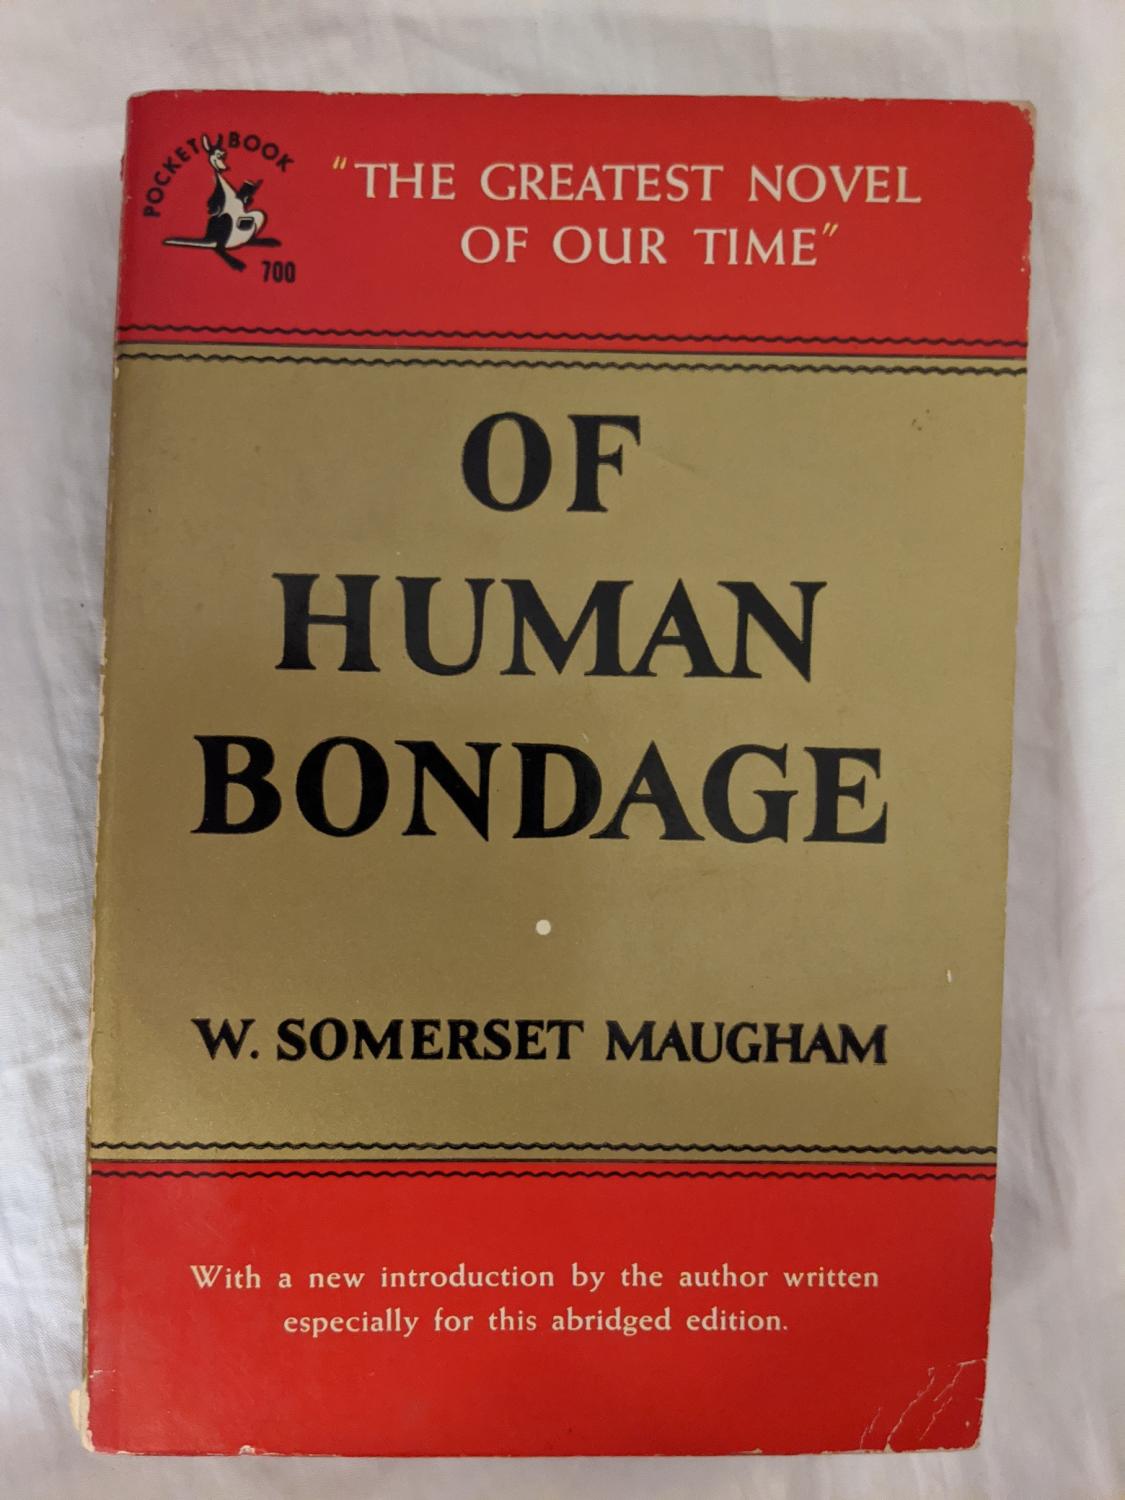 POCKET BOOK
700
"THE GREATEST NOVEL
OF OUR TIME"
OF
HUMAN
BONDAGE
W. SOMERSET MAUGHAM
With a new introduction by the author written
especially for this abridged edition.